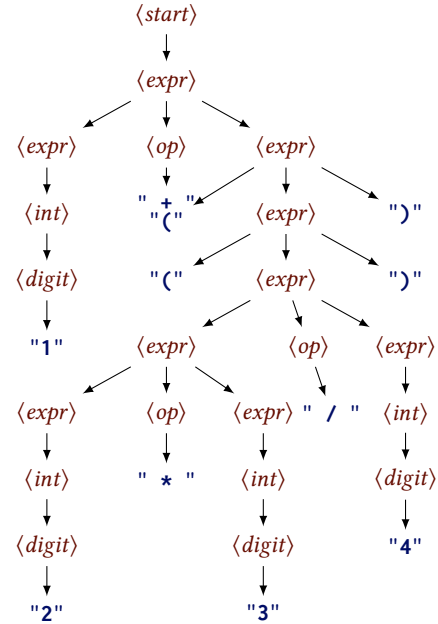 ⟨start⟩
⟨expr⟩
⟨expr⟩ ⟨op⟩ ⟨expr⟩
" + "
"("
⟨int⟩ ⟨expr⟩ ")"
⟨digit⟩ "(" ⟨expr⟩ ")"
"1" ⟨expr⟩ ⟨op⟩ ⟨expr⟩
⟨expr⟩ ⟨op⟩ ⟨expr⟩ " / " ⟨int⟩
⟨int⟩ " * " ⟨int⟩ ⟨digit⟩
⟨digit⟩ ⟨digit⟩ "4"
"2" "3"